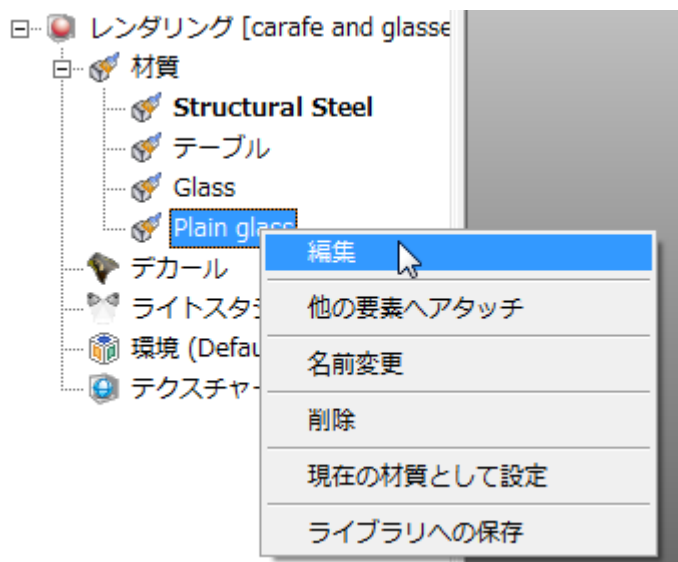 レンダリング [carafe and glasse
材質
Structural Steel
テーブル
Glass
Plain glass
デカール
ライトスタ
環境 (Defau
テクスチャー
編集
他の要素へアタッチ
名前変更
削除
現在の材質として設定
ライブラリへの保存